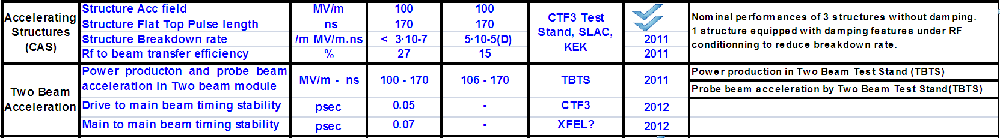 Accelerating
Structures
(CAS)
Structure Acc field MV/m 100 100
Structure Flat Top Pulse length ns 170 170
Structure Breakdown rate /m MV/m.ns < 3·10-7 5·10-5(D) 2011
Rf to beam transfer efficiency % 27 15 2011
CTF3 Test
Stand, SLAC,
KEK
Nominal performances of 3 structures without damping.
1 structure equipped with damping features under RF
conditionning to reduce breakdown rate.
Two Beam
Acceleration
Power producton and probe beam
acceleration in Two beam module MV/m - ns 100 - 170 106 - 170 TBTS 2011
Power production in Two Beam Test Stand (TBTS)
Probe beam acceleration by Two Beam Test Stand(TBTS)
Drive to main beam timing stability psec 0.05 - CTF3 2012
Main to main beam timing stability psec 0.07 - XFEL? 2012